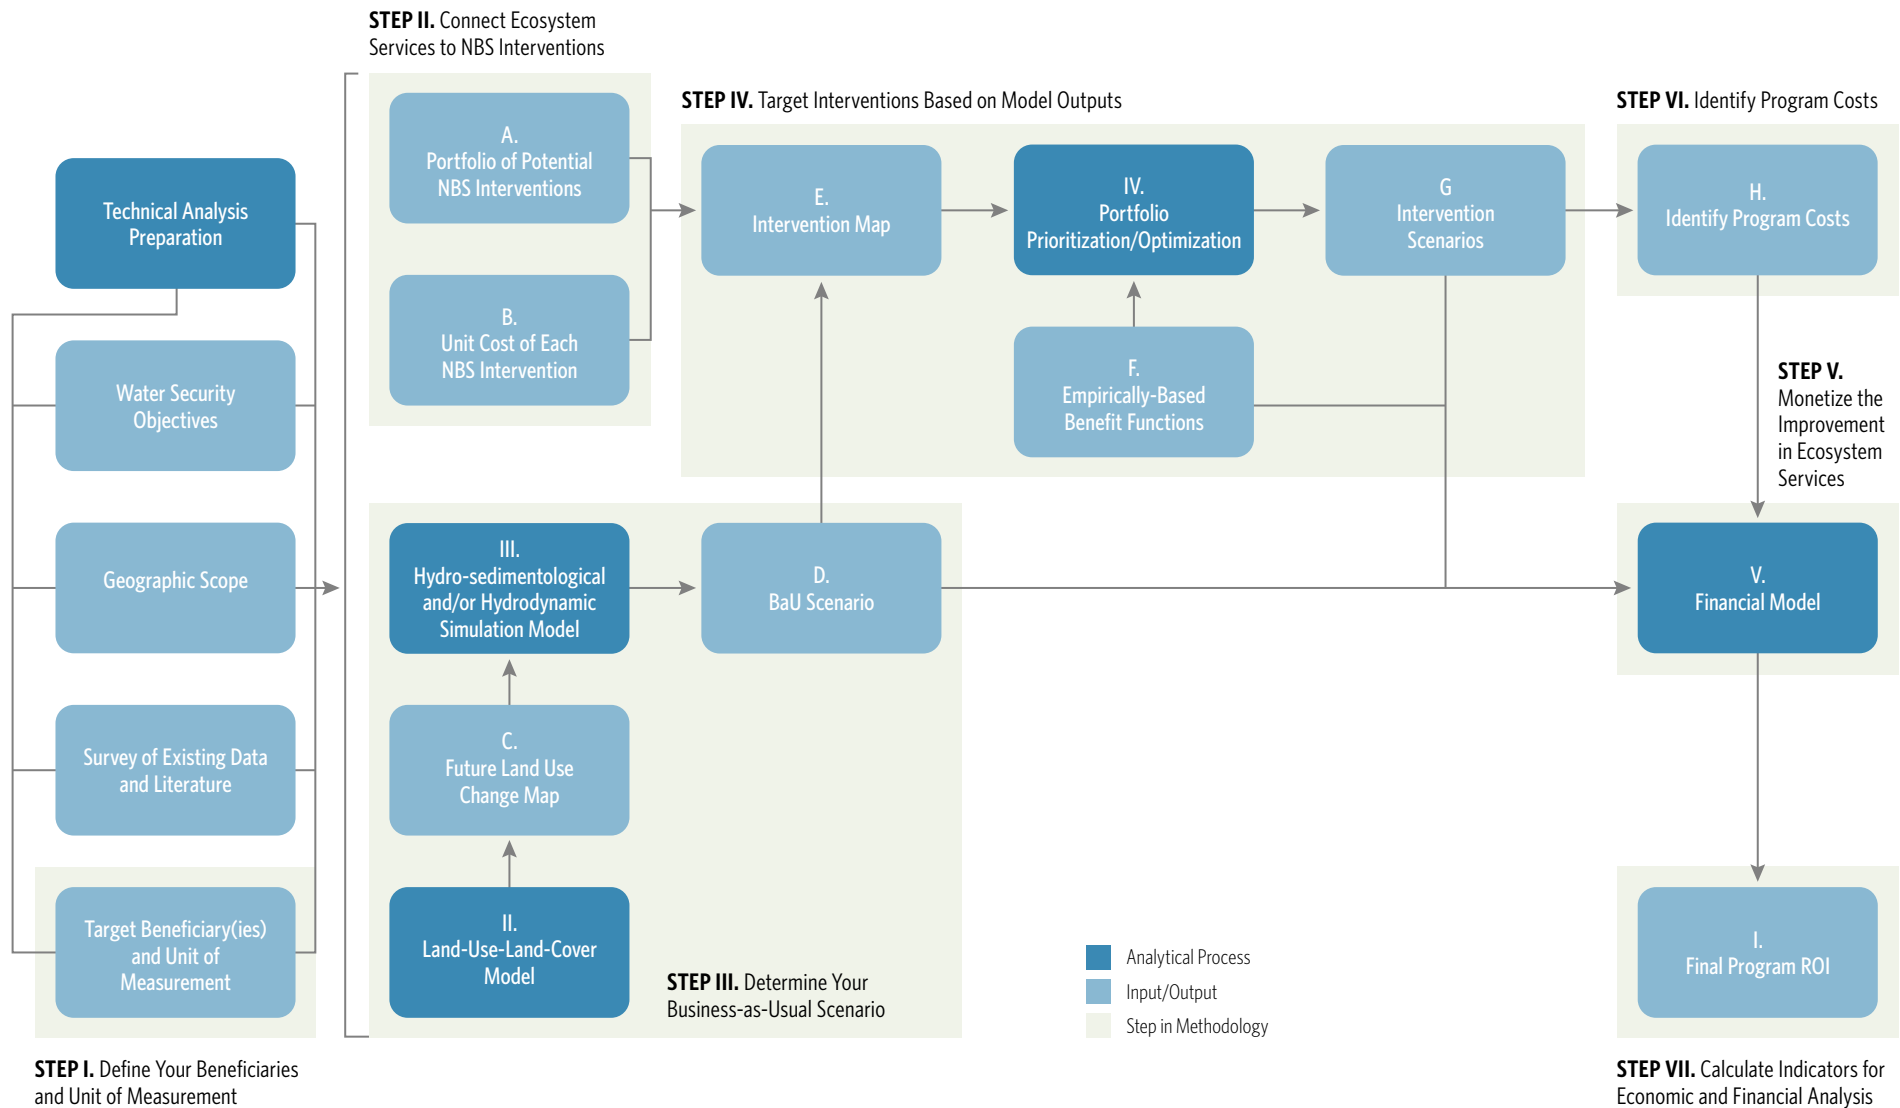 STEP II. Connect Ecosystem
Services to NBS Interventions
STEP IV. Target Interventions Based on Model Outputs
STEP VI. Identify Program Costs
Technical Analysis
Preparation
Water Security
Objectives
Geographic Scope
Survey of Existing Data
and Literature
Target Beneficiary(ies)
and Unit of
Measurement
STEP I. Define Your Beneficiaries
and Unit of Measurement
A.
Portfolio of Potential
NBS Interventions
B.
Unit Cost of Each
NBS Intervention
III.
Hydro-sedimentological
and/or Hydrodynamic
Simulation Model
C.
Future Land Use
Change Map
II.
Land-Use-Land-Cover
Model
D.
BaU Scenario
STEP III. Determine Your
Business-as-Usual Scenario
E.
Intervention Map
IV.
Portfolio
Prioritization/Optimization
F.
Empirically-Based
Benefit Functions
G
Intervention
Scenarios
H.
Identify Program Costs
STEP V.
Monetize the
Improvement
in Ecosystem
Services
V.
Financial Model
I.
Final Program ROI
STEP VII. Calculate Indicators for
Economic and Financial Analysis
Analytical Process
Input/Output
Step in Methodology